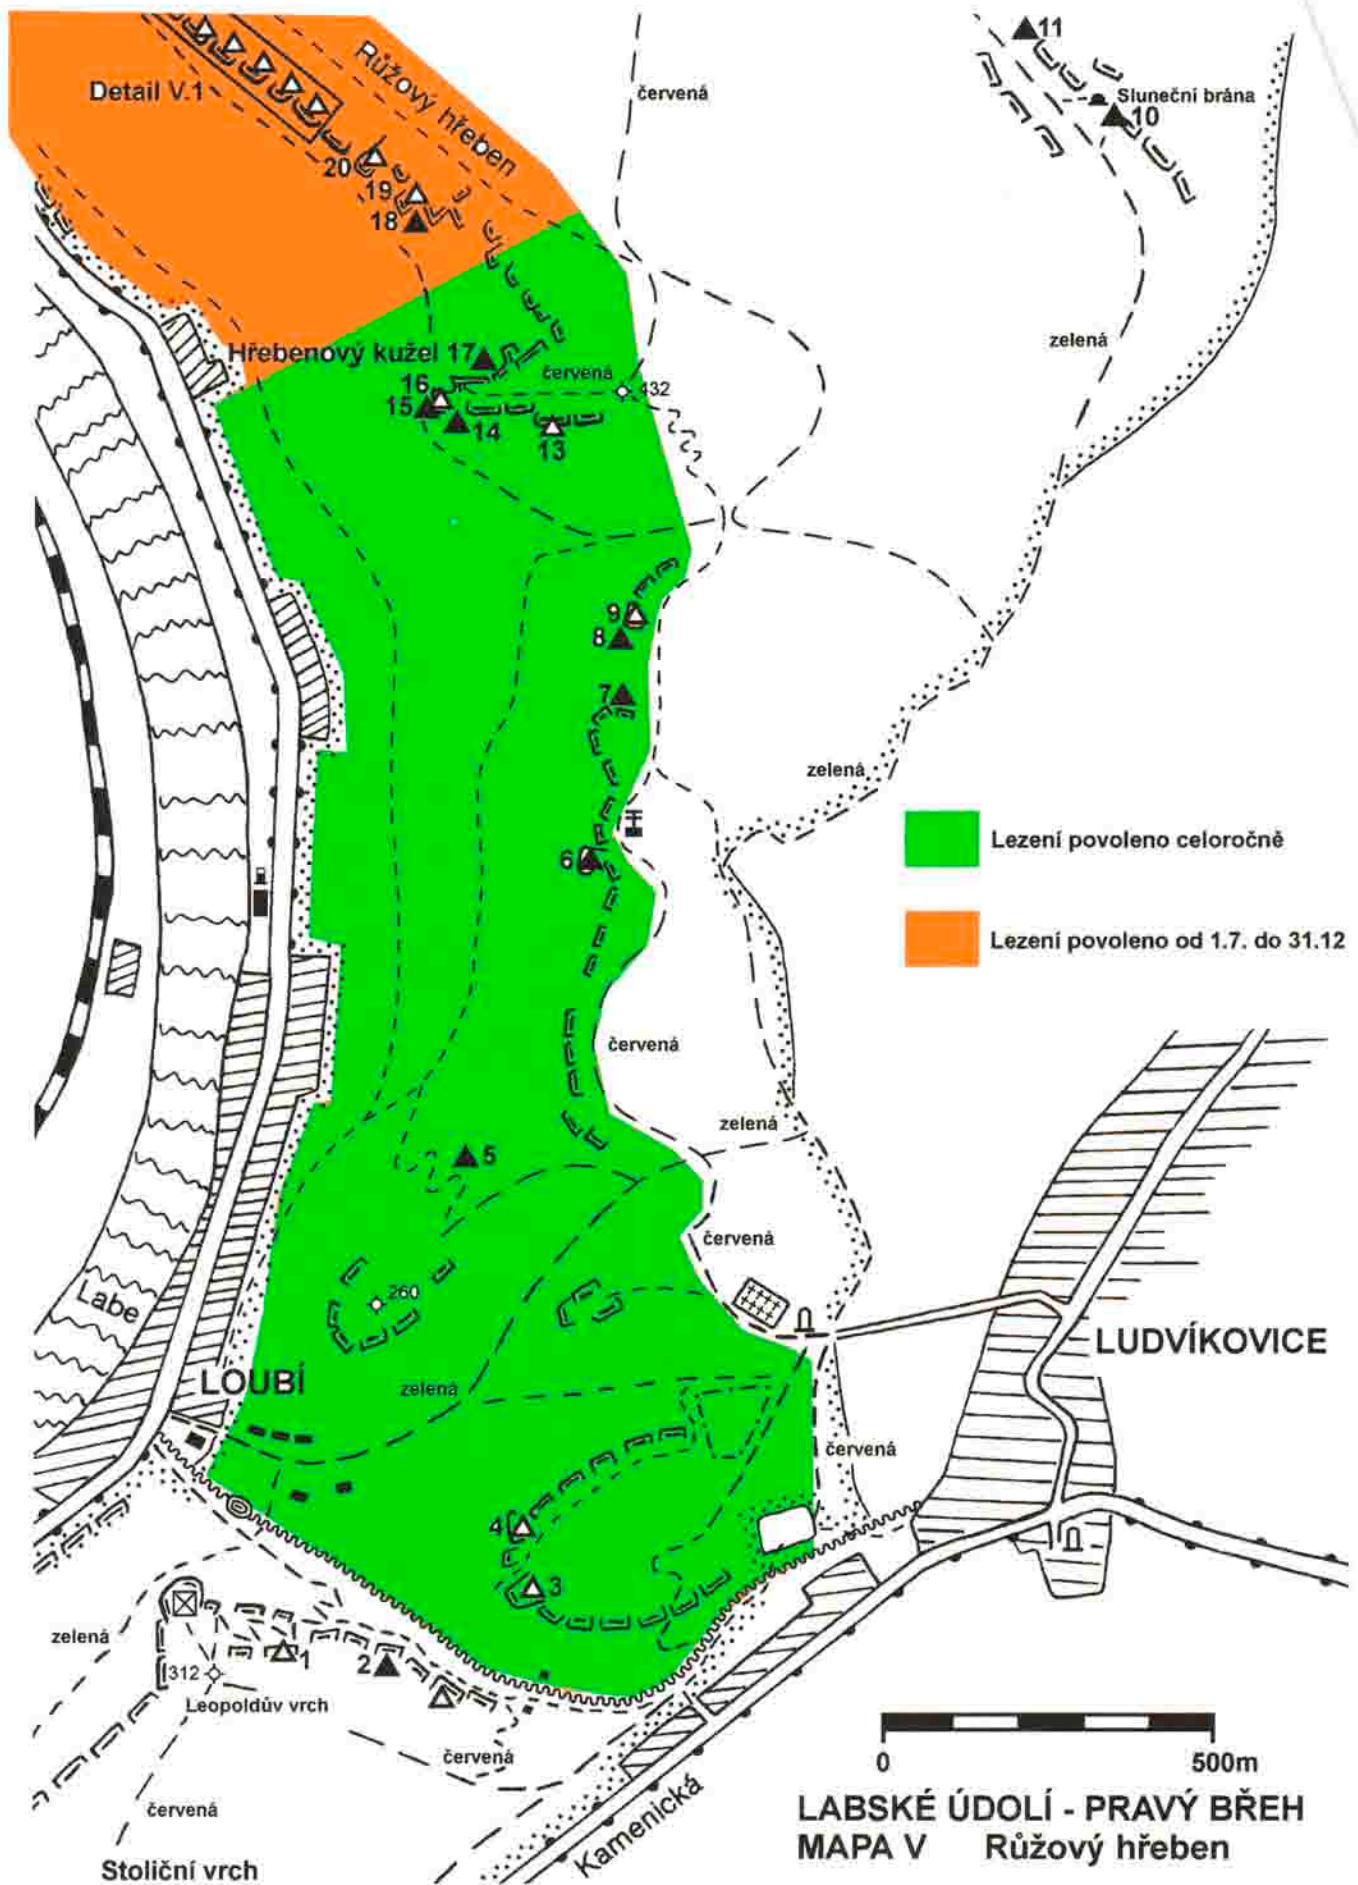 11
Růžový hřeben
Detail V.1
červená
Sluneční brána
10
20
19
18
zelená
Hřebenový kužel 17
červená
432
16
15
14
13
9
8
7
zelená
6
Lezení povoleno celoročně
Lezení povoleno od 1.7. do 31.12
červená
zelená
5
červená
260
Labe
LUDVÍKOVICE
LOUBÍ
zelená
červená
4
3
zelená
1
2
312
Leopoldův vrch
červená
0
500m
červená
Kamenická
LABSKÉ ÚDOLÍ - PRAVÝ BŘEH
MAPA V Růžový hřeben
Stoliční vrch